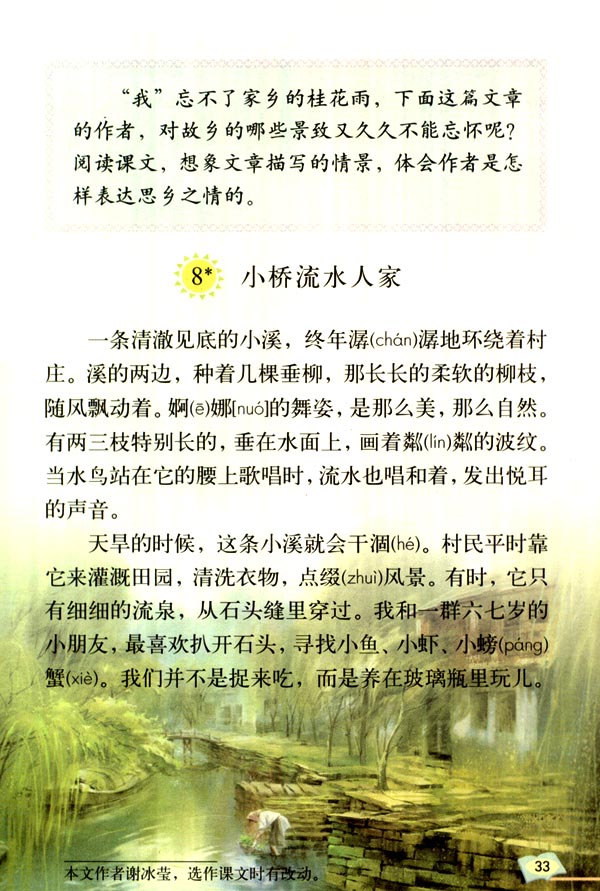 “我”忘不了家乡的桂花雨，下面这篇文章
的作者，对故乡的哪些景致又久久不能忘怀呢？
阅读课文，想象文章描写的情景，体会作者是怎
样表达思乡之情的。
8* 小桥流水人家
一条清澈见底的小溪，终年潺(chán)潺地环绕着村
庄。溪的两边，种着几棵垂柳，那长长的柔软的柳枝，
随风飘动着。婀(ē)娜[nuó]的舞姿，是那么美，那么自然。
有两三枝特别长的，垂在水面上，画着粼(lín)粼的波纹。
当水鸟站在它的腰上歌唱时，流水也唱和着，发出悦耳
的声音。
天旱的时候，这条小溪就会干涸(hé)。村民平时靠
它来灌溉田园，清洗衣物，点缀(zhuì)风景。有时，它只
有细细的流泉，从石头缝里穿过。我和一群六七岁的
小朋友，最喜欢扒开石头，寻找小鱼、小虾、小螃(páng)
蟹(xiè)。我们并不是捉来吃，而是养在玻璃瓶里玩儿。
本文作者谢冰莹，选作课文时有改动。
33